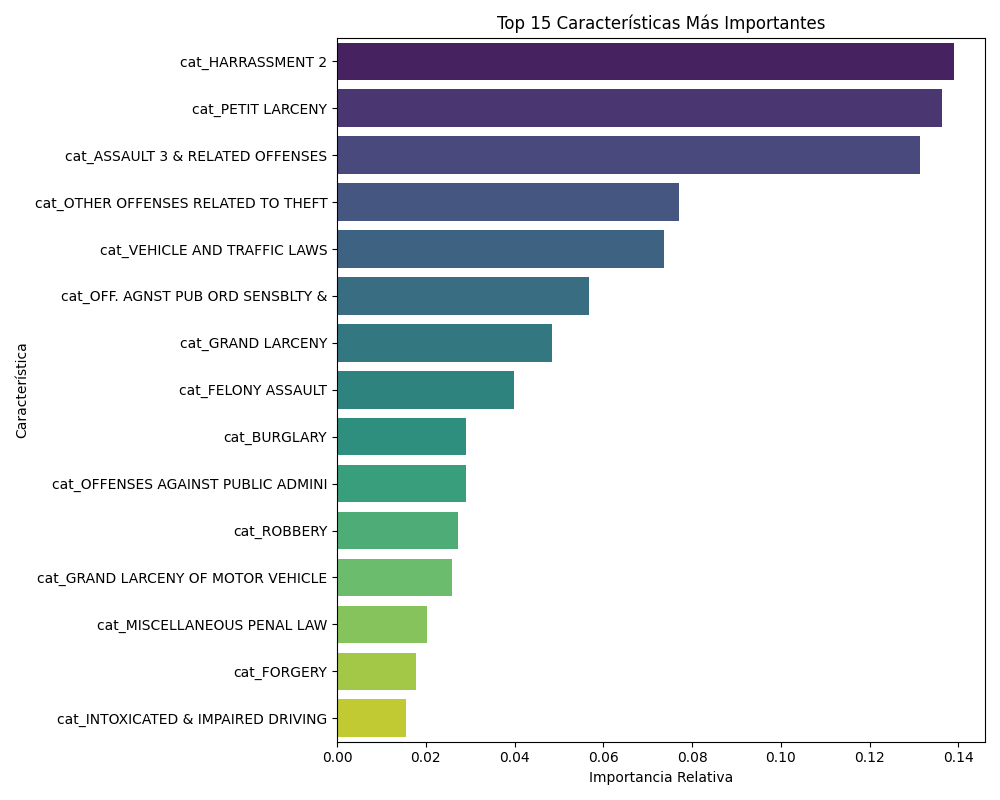 Top 15 Características Más Importantes
cat_HARRASSMENT 2
cat_PETIT LARCENY
cat_ASSAULT 3 & RELATED OFFENSES
cat_OTHER OFFENSES RELATED TO THEFT
cat_VEHICLE AND TRAFFIC LAWS
cat_OFF. AGNST PUB ORD SENSBLTY &
cat_GRAND LARCENY
cat_FELONY ASSAULT
cat_BURGLARY
cat_OFFENSES AGAINST PUBLIC ADMINI
cat_ROBBERY
cat_GRAND LARCENY OF MOTOR VEHICLE
cat_MISCELLANEOUS PENAL LAW
cat_FORGERY
cat_INTOXICATED & IMPAIRED DRIVING
Característica
0.00 0.02 0.04 0.06 0.08 0.10 0.12 0.14
Importancia Relativa